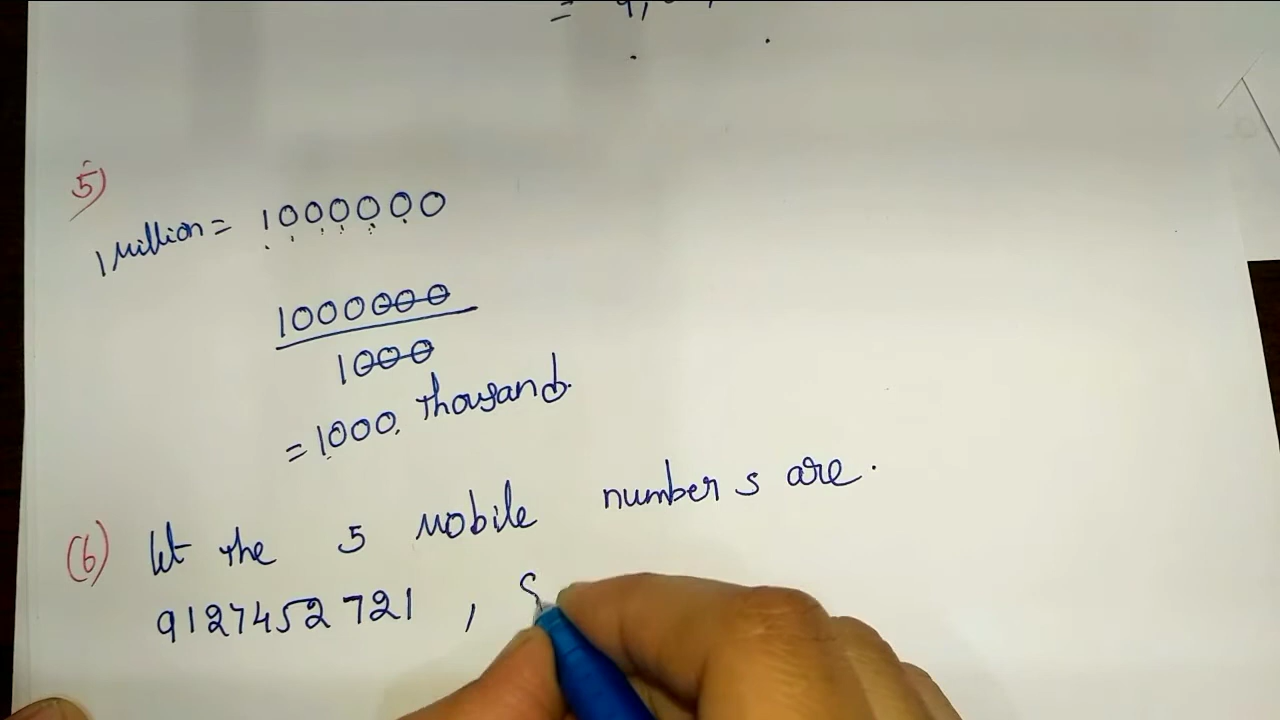 5)
1 Million = 1000000
1000000
1000
= 1000 thousand.
(6) let the 5 Mobile numbers are.
9127452721 ,